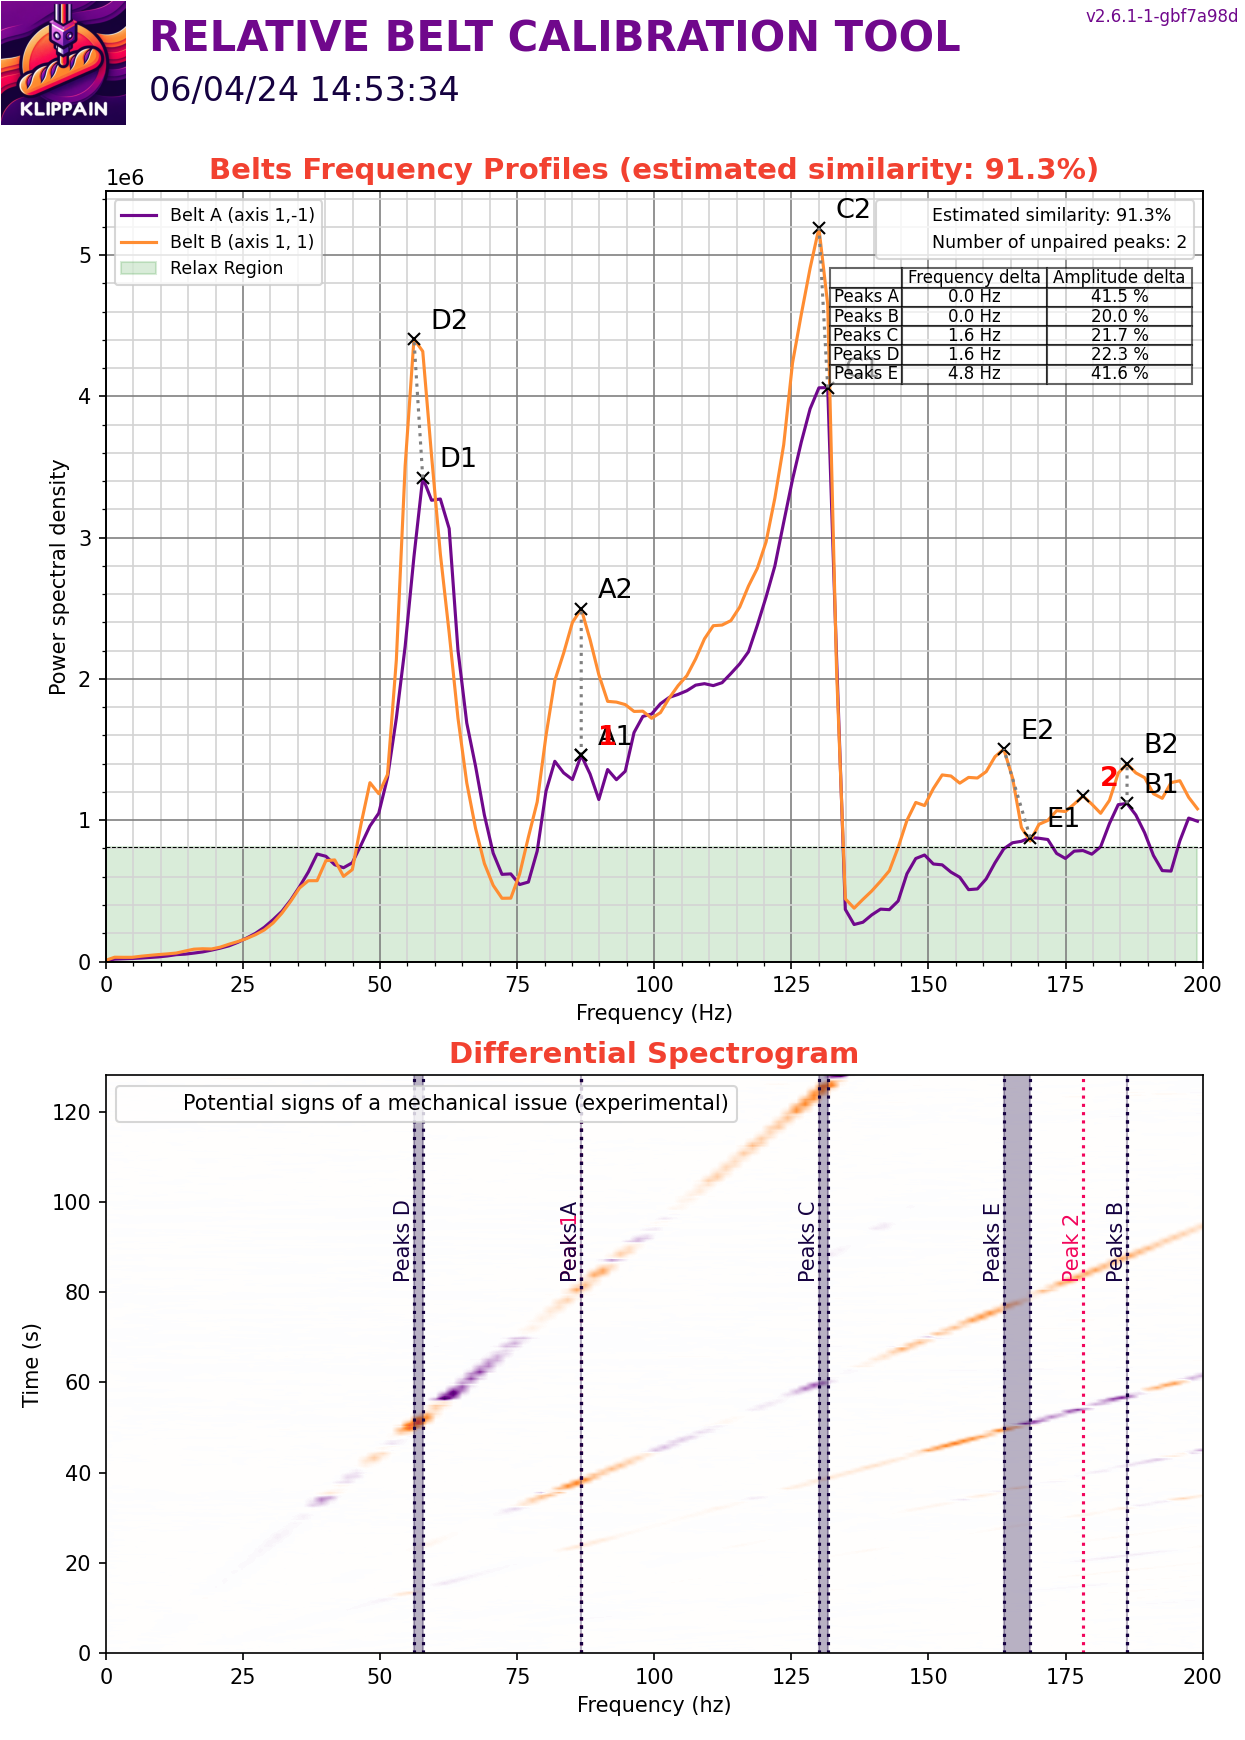 KLIPPAIN
RELATIVE BELT CALIBRATION TOOL
06/04/24 14:53:34
v2.6.1-1-gbf7a98d
Belts Frequency Profiles (estimated similarity: 91.3%)
1e6
Belt A (axis 1,-1)
Belt B (axis 1, 1)
Relax Region
Estimated similarity: 91.3%
Number of unpaired peaks: 2
Frequency delta Amplitude delta
Peaks A 0.0 Hz 41.5 %
Peaks B 0.0 Hz 20.0 %
Peaks C 1.6 Hz 21.7 %
Peaks D 1.6 Hz 22.3 %
Peaks E 4.8 Hz 41.6 %
C2
D2
D1
A2
A1
1
E2
E1
2
B2
B1
Power spectral density
5
4
3
2
1
0
0 25 50 75 100 125 150 175 200
Frequency (Hz)
Differential Spectrogram
Potential signs of a mechanical issue (experimental)
Peaks D
Peaks A
Peak 1
Peaks C
Peaks E
Peak 2
Peaks B
Time (s)
120
100
80
60
40
20
0
0 25 50 75 100 125 150 175 200
Frequency (hz)